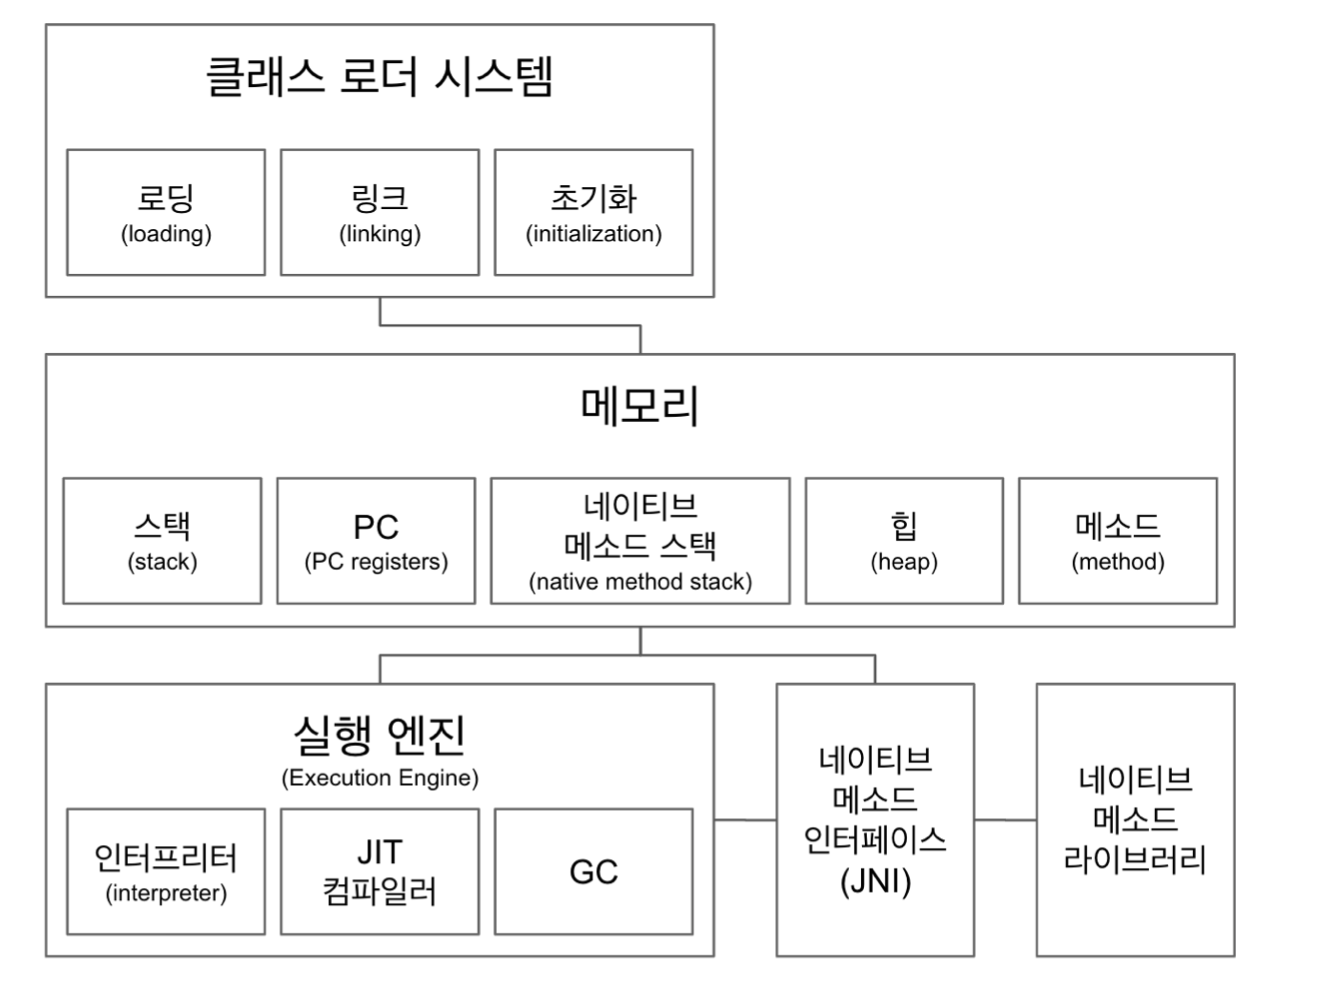 클래스 로더 시스템
로딩
(loading)
링크
(linking)
초기화
(initialization)
메모리
스택
(stack)
PC
(PC registers)
네이티브
메소드 스택
(native method stack)
힙
(heap)
메소드
(method)
실행 엔진
(Execution Engine)
인터프리터
(interpreter)
JIT
컴파일러
GC
네이티브
메소드
인터페이스
(JNI)
네이티브
메소드
라이브러리